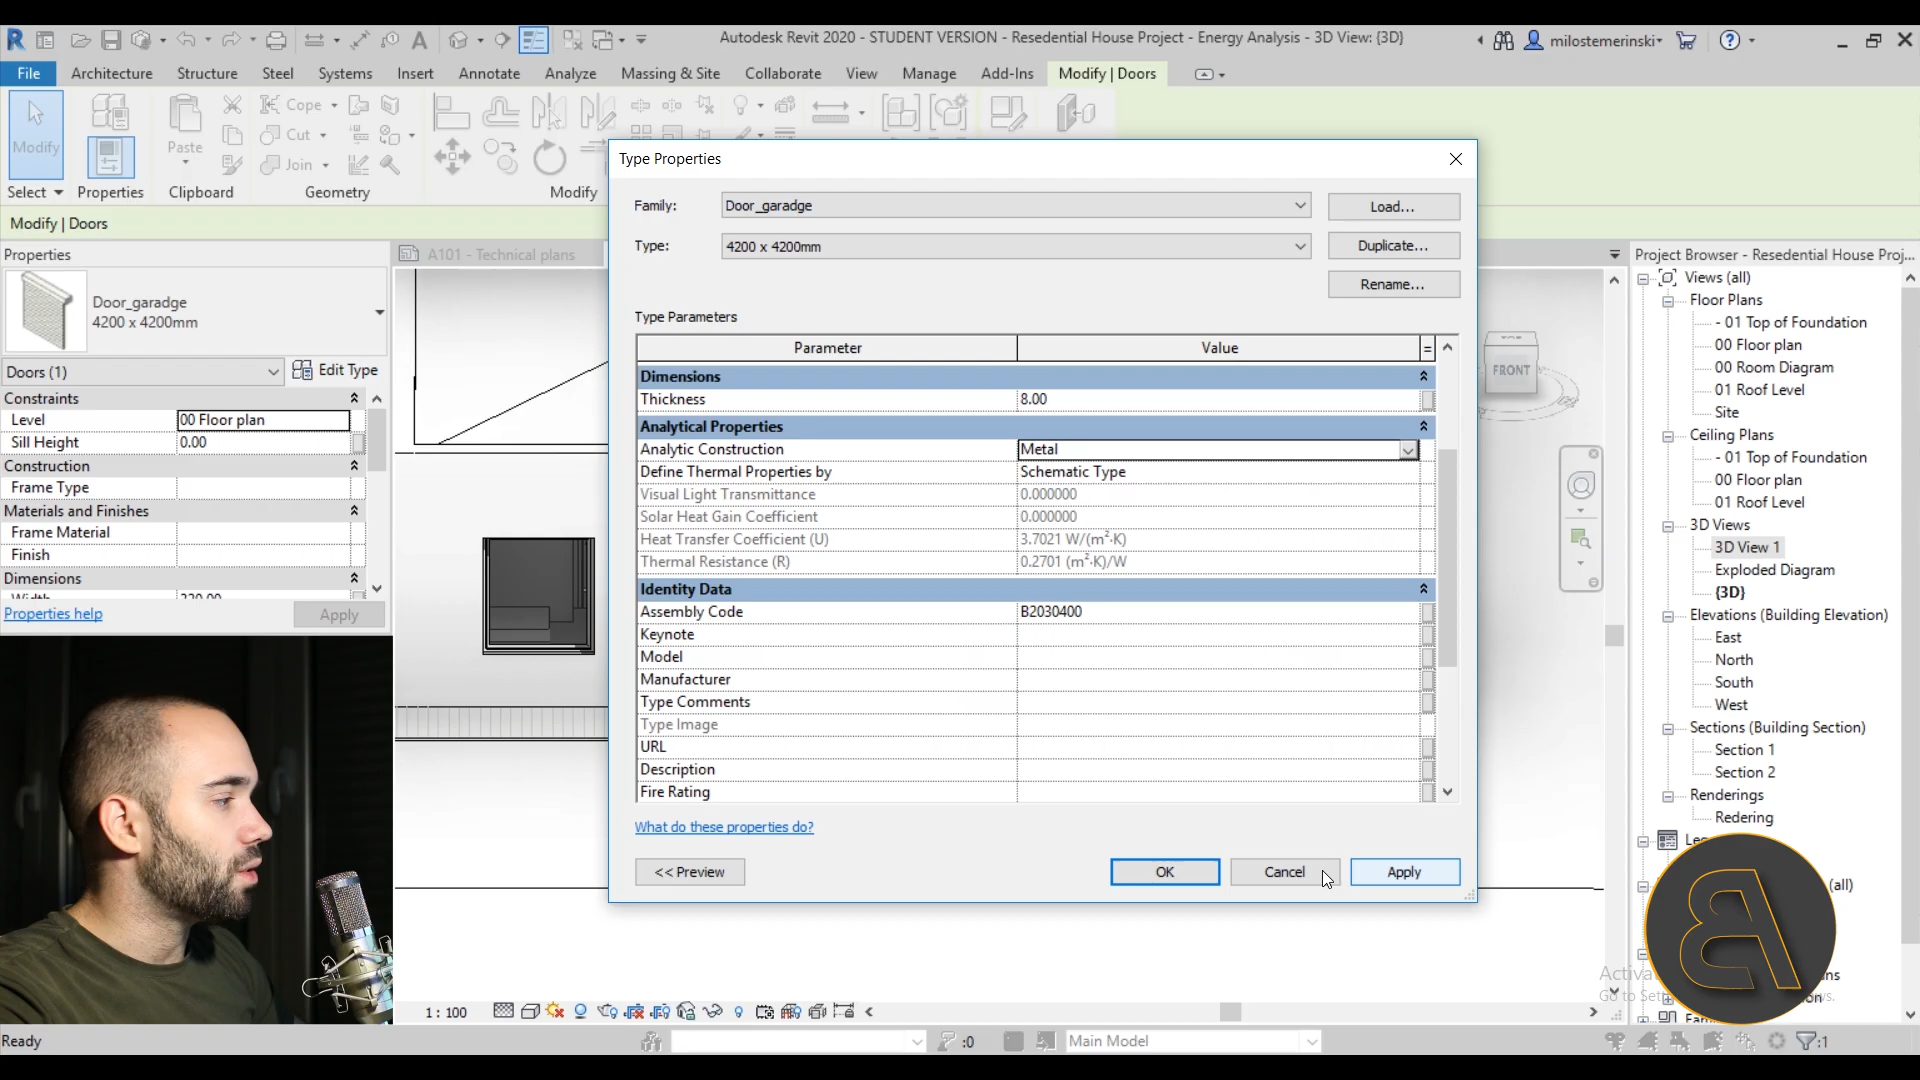 Autodesk Revit 2020 - STUDENT VERSION - Resedential House Project - Energy Analysis - 3D View: {3D}
milostemerinski
File Architecture Structure Steel Systems Insert Annotate Analyze Massing & Site Collaborate View Manage Add-Ins Modify | Doors
Modify
Paste
Cope
Cut
Join
Select Properties Clipboard Geometry Modify
Modify | Doors
Properties
Door_garadge
4200 x 4200mm
Doors (1) Edit Type
Constraints
Level 00 Floor plan
Sill Height 0.00
Construction
Frame Type
Materials and Finishes
Frame Material
Finish
Dimensions
Width 220.00
Properties help Apply
A101 - Technical plans
Type Properties
Family: Door_garadge Load...
Type: 4200 x 4200mm Duplicate...
Rename...
Type Parameters
Parameter Value =
Dimensions
Thickness 8.00
Analytical Properties
Analytic Construction Metal
Define Thermal Properties by Schematic Type
Visual Light Transmittance 0.000000
Solar Heat Gain Coefficient 0.000000
Heat Transfer Coefficient (U) 3.7021 W/(m²·K)
Thermal Resistance (R) 0.2701 (m²·K)/W
Identity Data
Assembly Code B2030400
Keynote
Model
Manufacturer
Type Comments
Type Image
URL
Description
Fire Rating
What do these properties do?
<< Preview OK Cancel Apply
FRONT
Project Browser - Resedential House Proj...
Views (all)
Floor Plans
- 01 Top of Foundation
00 Floor plan
00 Room Diagram
01 Roof Level
Site
Ceiling Plans
- 01 Top of Foundation
00 Floor plan
01 Roof Level
3D Views
3D View 1
Exploded Diagram
{3D}
Elevations (Building Elevation)
East
North
South
West
Sections (Building Section)
Section 1
Section 2
Renderings
Redering
(all)
1 : 100
Ready
:0
Main Model
:1